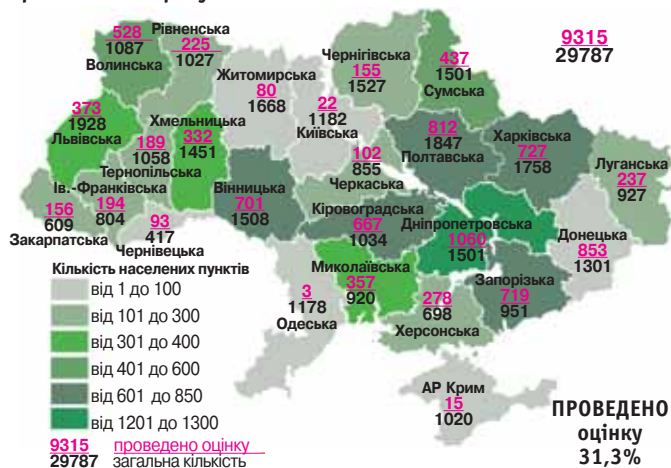 528
1087
Волинська
Рівненська
225
1027
Житомирська
80
1668
Чернігівська
155
1527
437
1501
Сумська
9315
29787
373
1928
Львівська
Хмельницька
332
1451
189
1058
Тернопільська
22
1182
Київська
812
1847
Полтавська
Харківська
727
1758
Луганська
237
927
102
855
Черкаська
Ів.-Франківська
194
804
156
609
Закарпатська
93
417
Чернівецька
Вінницька
701
1508
Кіровоградська
667
1034
Дніпропетровська
1060
1501
Донецька
853
1301
Миколаївська
357
920
Запорізька
719
951
3
1178
Одеська
278
698
Херсонська
АР Крим
15
1020
Кількість населених пунктів
від 1 до 100
від 101 до 300
від 301 до 400
від 401 до 600
від 601 до 850
від 1201 до 1300
9315 проведено оцінку
29787 загальна кількість
ПРОВЕДЕНО
оцінку
31,3%